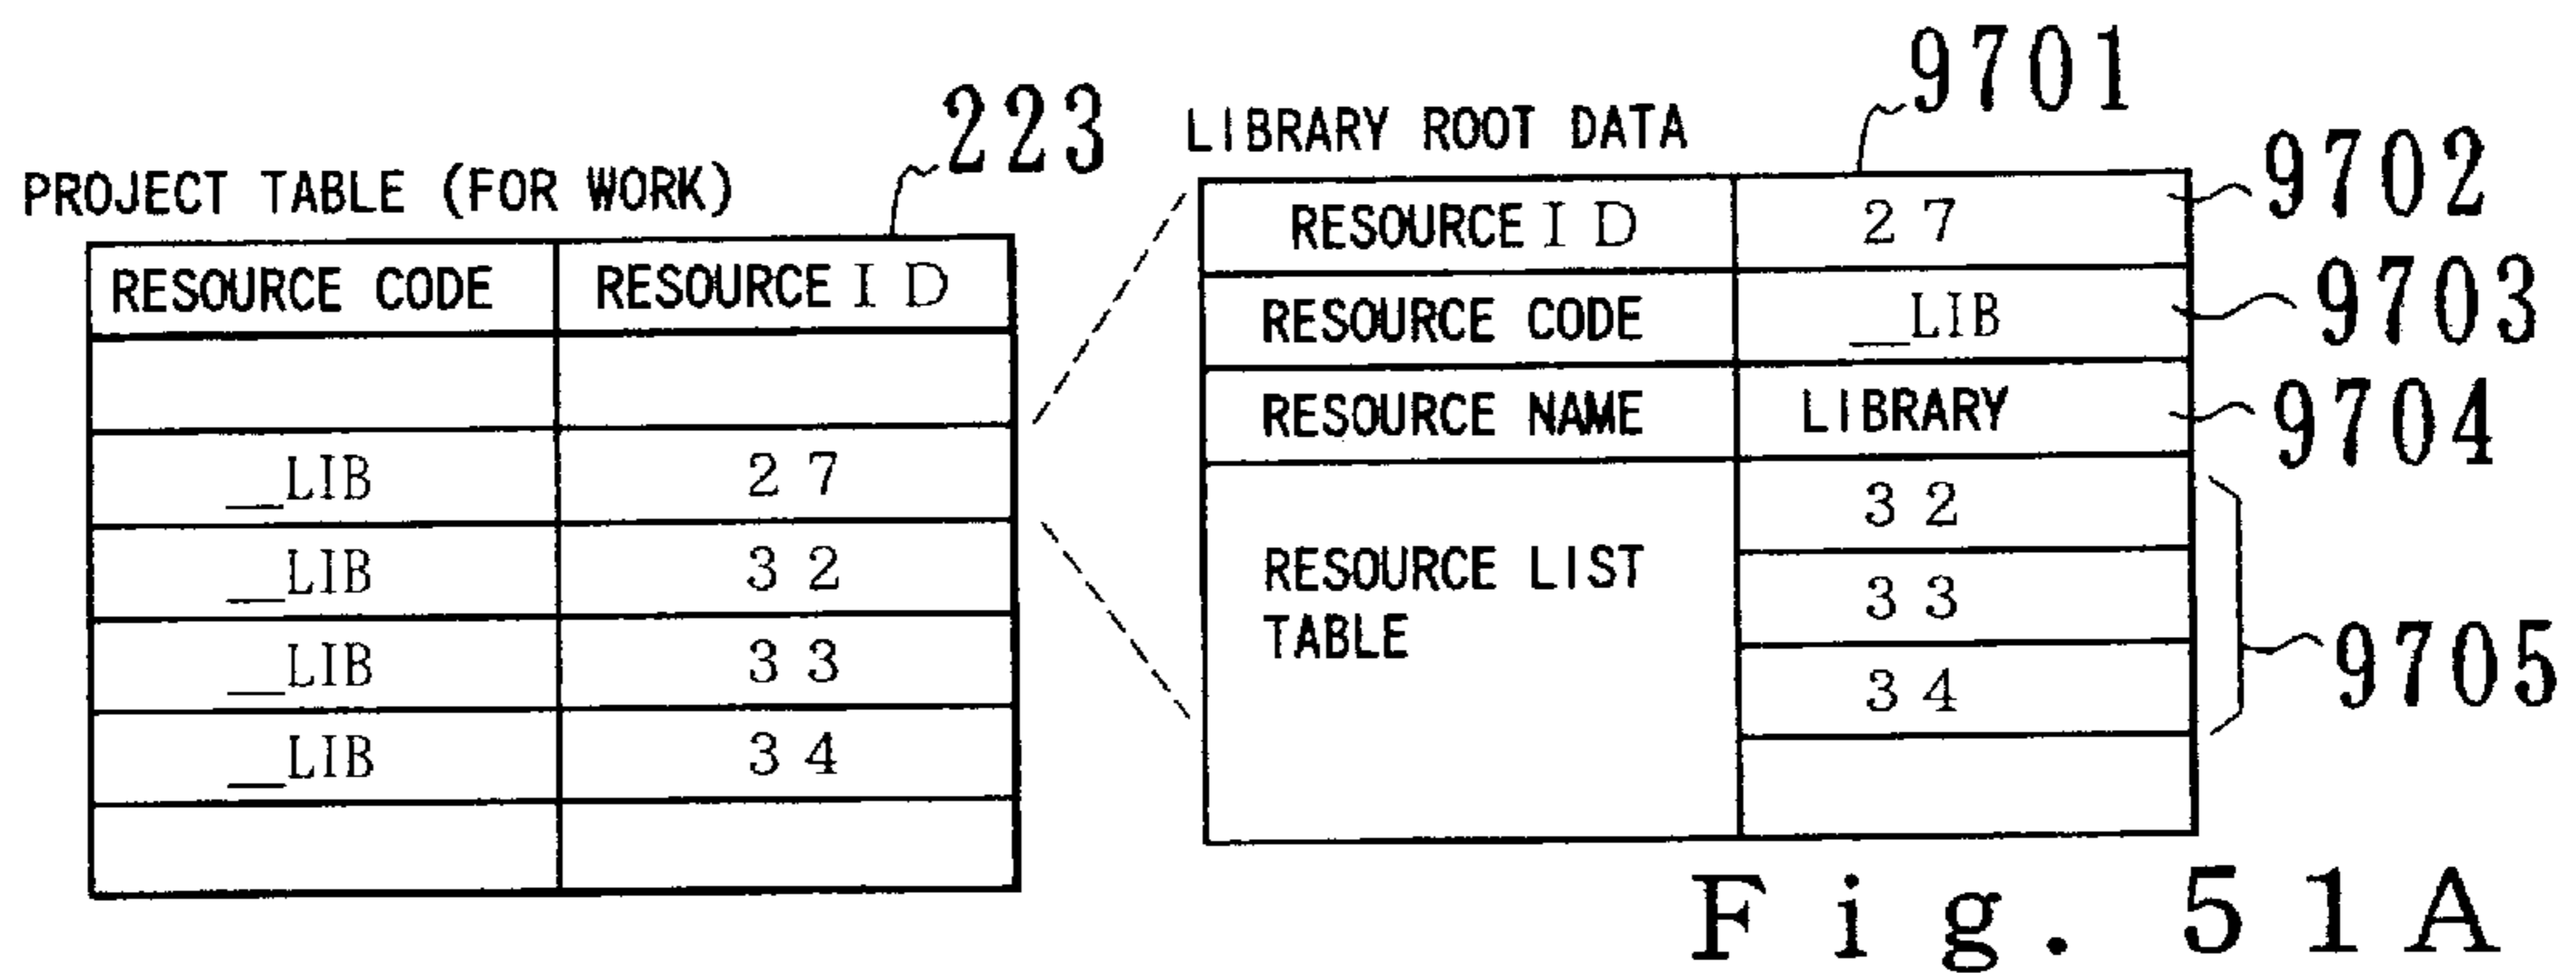 PROJECT TABLE (FOR WORK)
223
RESOURCE CODE RESOURCE ID
__LIB 27
__LIB 32
__LIB 33
__LIB 34
LIBRARY ROOT DATA
9701
RESOURCE ID 27 9702
RESOURCE CODE __LIB 9703
RESOURCE NAME LIBRARY 9704
RESOURCE LIST
TABLE
32
33
34
9705
Fig. 51A